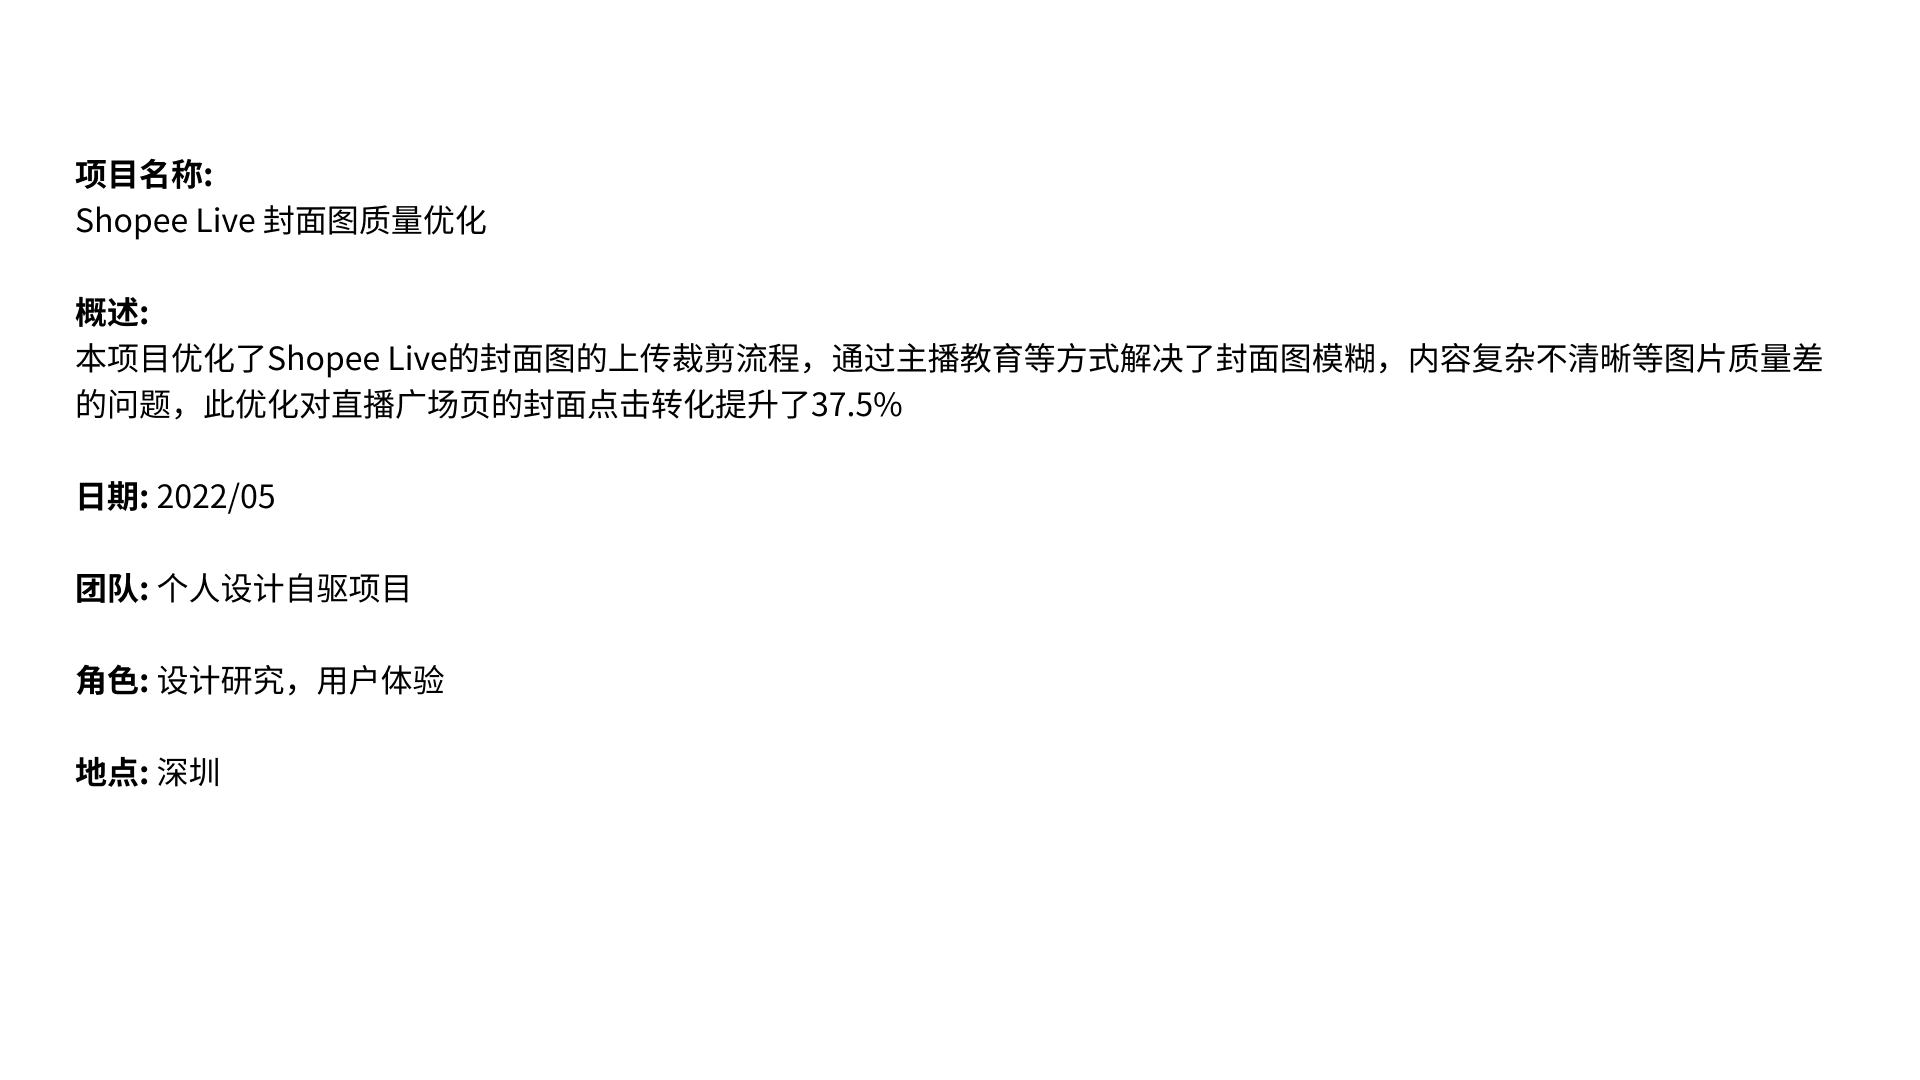 项目名称:
Shopee Live 封面图质量优化
概述:
本项目优化了Shopee Live的封面图的上传裁剪流程，通过主播教育等方式解决了封面图模糊，内容复杂不清晰等图片质量差
的问题，此优化对直播广场页的封面点击转化提升了37.5%
日期: 2022/05
团队: 个人设计自驱项目
角色: 设计研究，用户体验
地点: 深圳